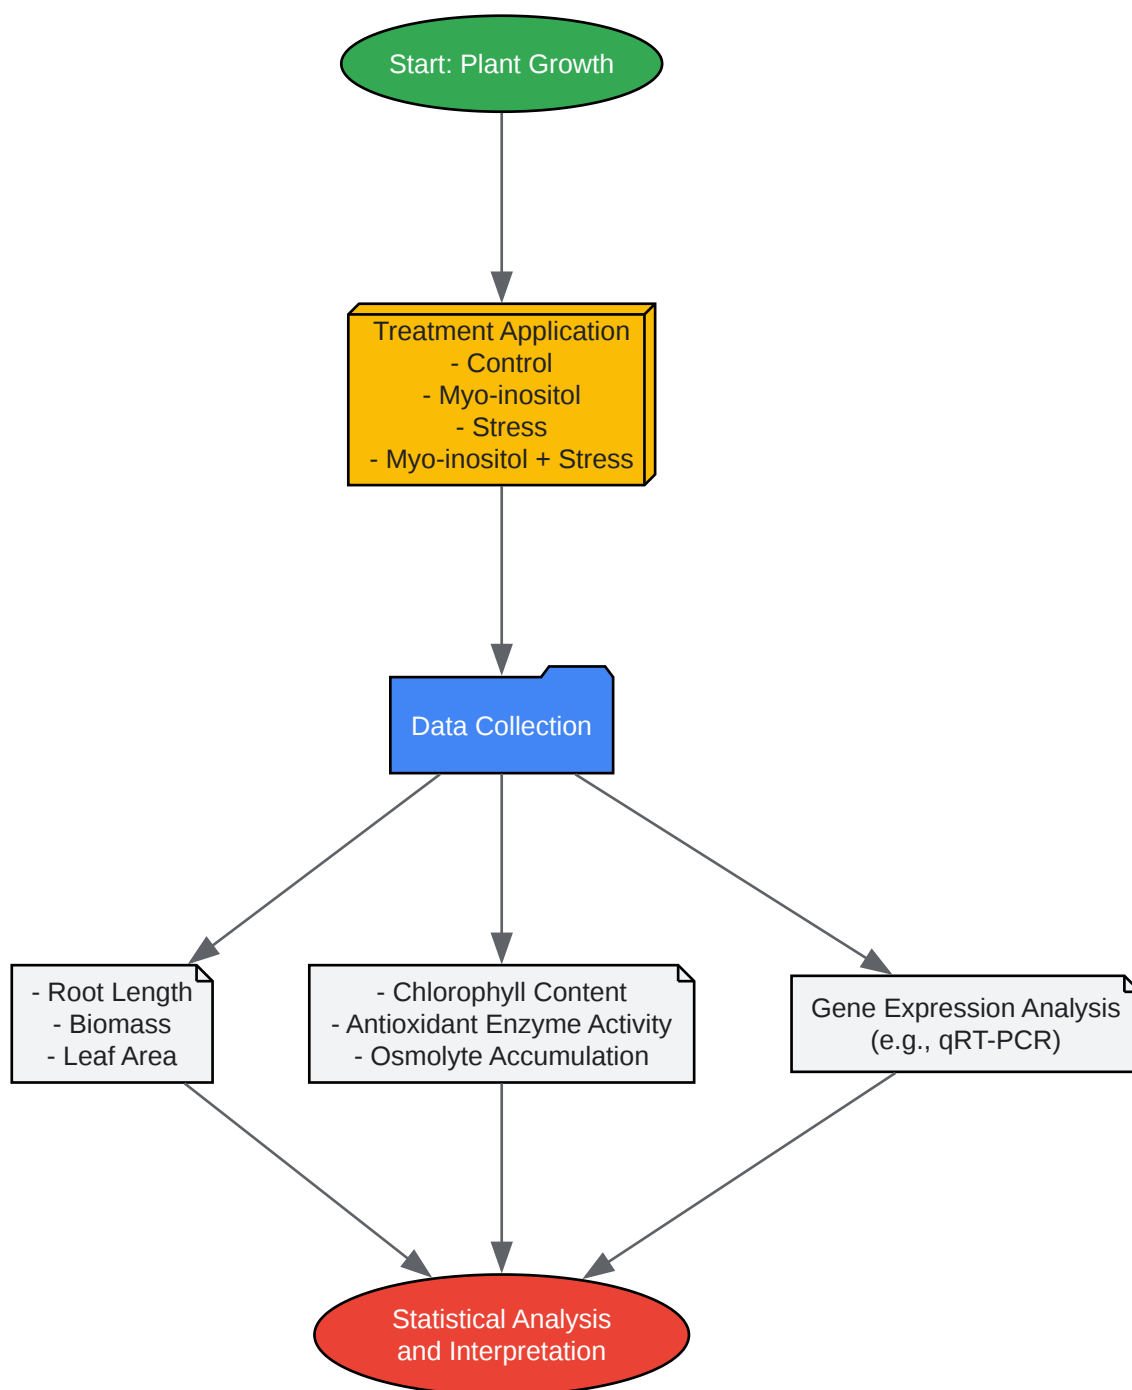 Start: Plant Growth
Treatment Application
- Control
- Myo-inositol
- Stress
- Myo-inositol + Stress
Data Collection
- Root Length
- Biomass
- Leaf Area
- Chlorophyll Content
- Antioxidant Enzyme Activity
- Osmolyte Accumulation
Gene Expression Analysis
(e.g., qRT-PCR)
Statistical Analysis
and Interpretation